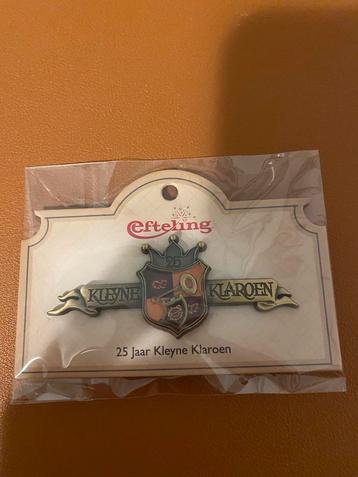 Efteling
25
KLEYNE KLAROEN
25 Jaar Kleyne Klaroen